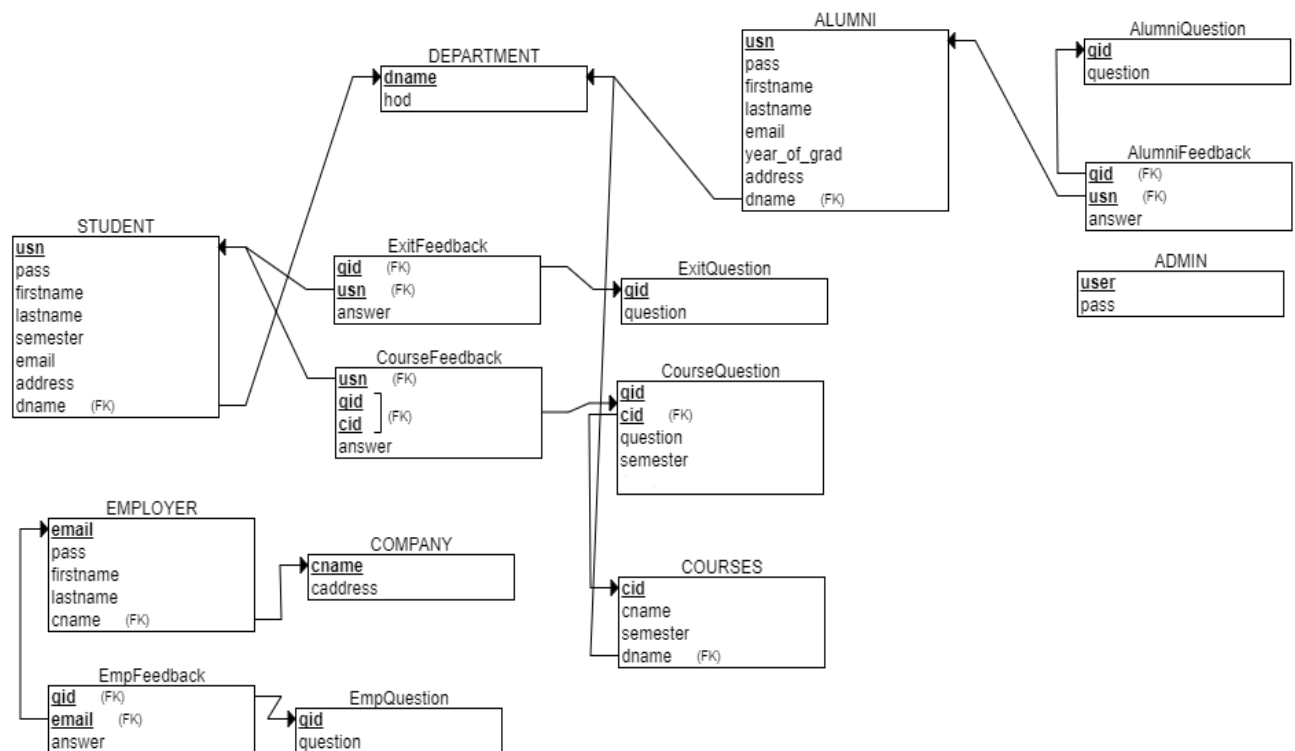 DEPARTMENT
dname
hod
ALUMNI
usn
pass
firstname
lastname
email
year_of_grad
address
dname (FK)
AlumniQuestion
qid
question
AlumniFeedback
qid (FK)
usn (FK)
answer
ADMIN
user
pass
STUDENT
usn
pass
firstname
lastname
semester
email
address
dname (FK)
ExitFeedback
qid (FK)
usn (FK)
answer
ExitQuestion
qid
question
CourseFeedback
usn (FK)
qid
cid (FK)
answer
CourseQuestion
qid
cid (FK)
question
semester
EMPLOYER
email
pass
firstname
lastname
cname (FK)
COMPANY
cname
caddress
COURSES
cid
cname
semester
dname (FK)
EmpFeedback
qid (FK)
email (FK)
answer
EmpQuestion
qid
question